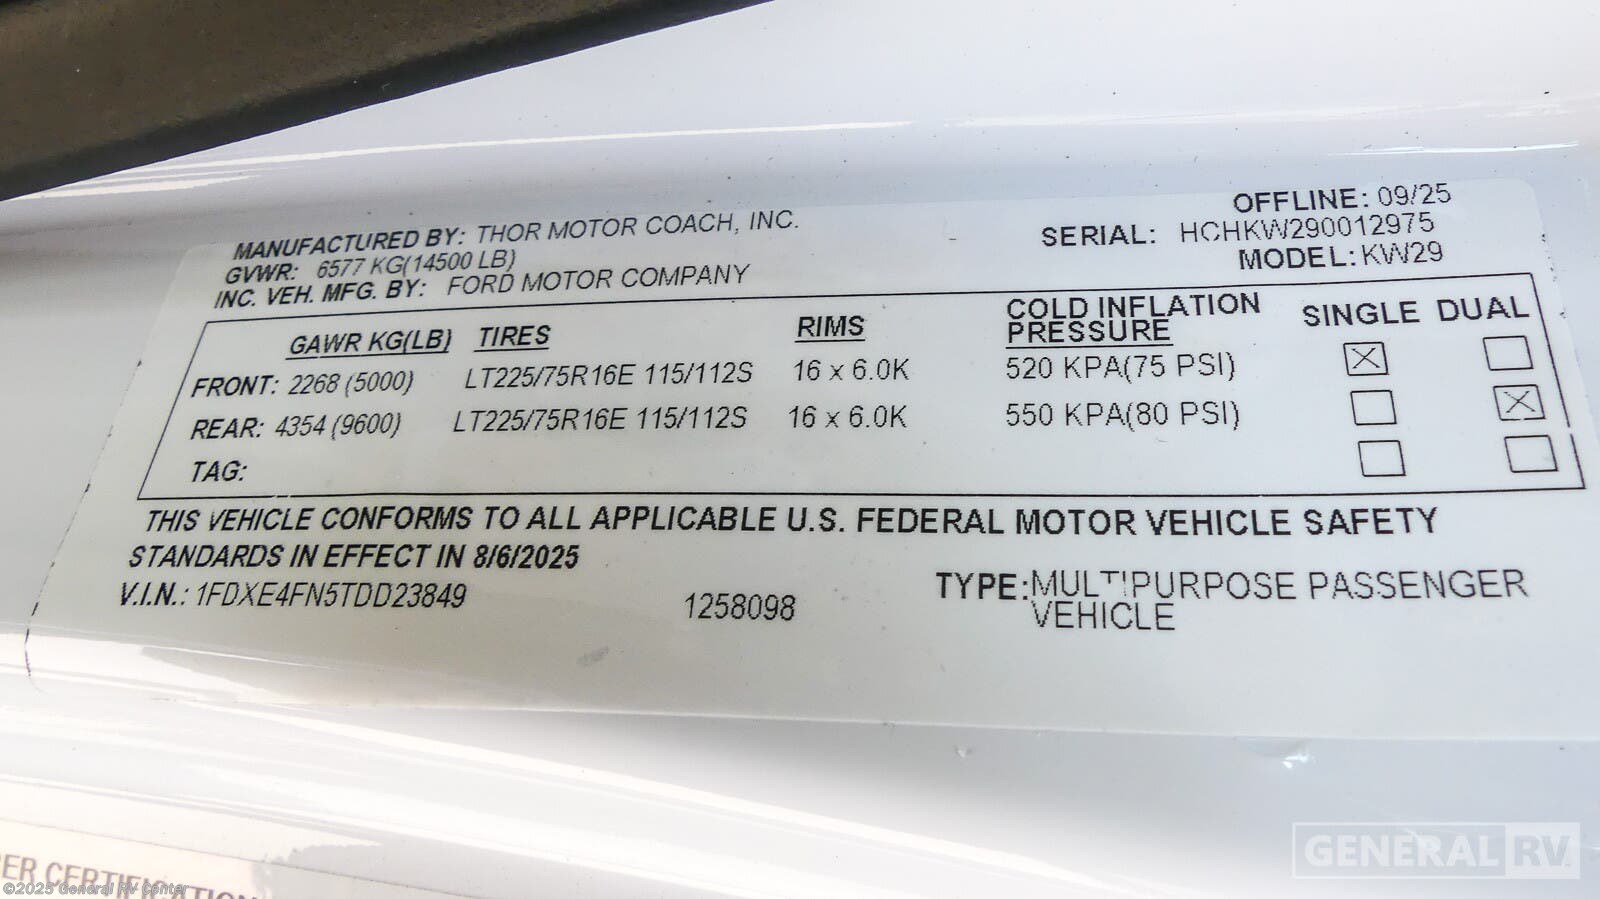 OFFLINE: 09/25
MANUFACTURED BY: THOR MOTOR COACH, INC.
SERIAL: HCHKW290012975
GVWR: 6577 KG(14500 LB)
MODEL: KW29
INC. VEH. MFG. BY: FORD MOTOR COMPANY
GAWR KG(LB) TIRES RIMS COLD INFLATION PRESSURE SINGLE DUAL
FRONT: 2268 (5000) LT225/75R16E 115/112S 16 x 6.0K 520 KPA(75 PSI)
REAR: 4354 (9600) LT225/75R16E 115/112S 16 x 6.0K 550 KPA(80 PSI)
TAG:
THIS VEHICLE CONFORMS TO ALL APPLICABLE U.S. FEDERAL MOTOR VEHICLE SAFETY
STANDARDS IN EFFECT IN 8/6/2025
V.I.N.: 1FDXE4FN5TDD23849
1258098
TYPE: MULTIPURPOSE PASSENGER
VEHICLE
GENERAL RV
CERTIFICATION
©2025 General RV Center